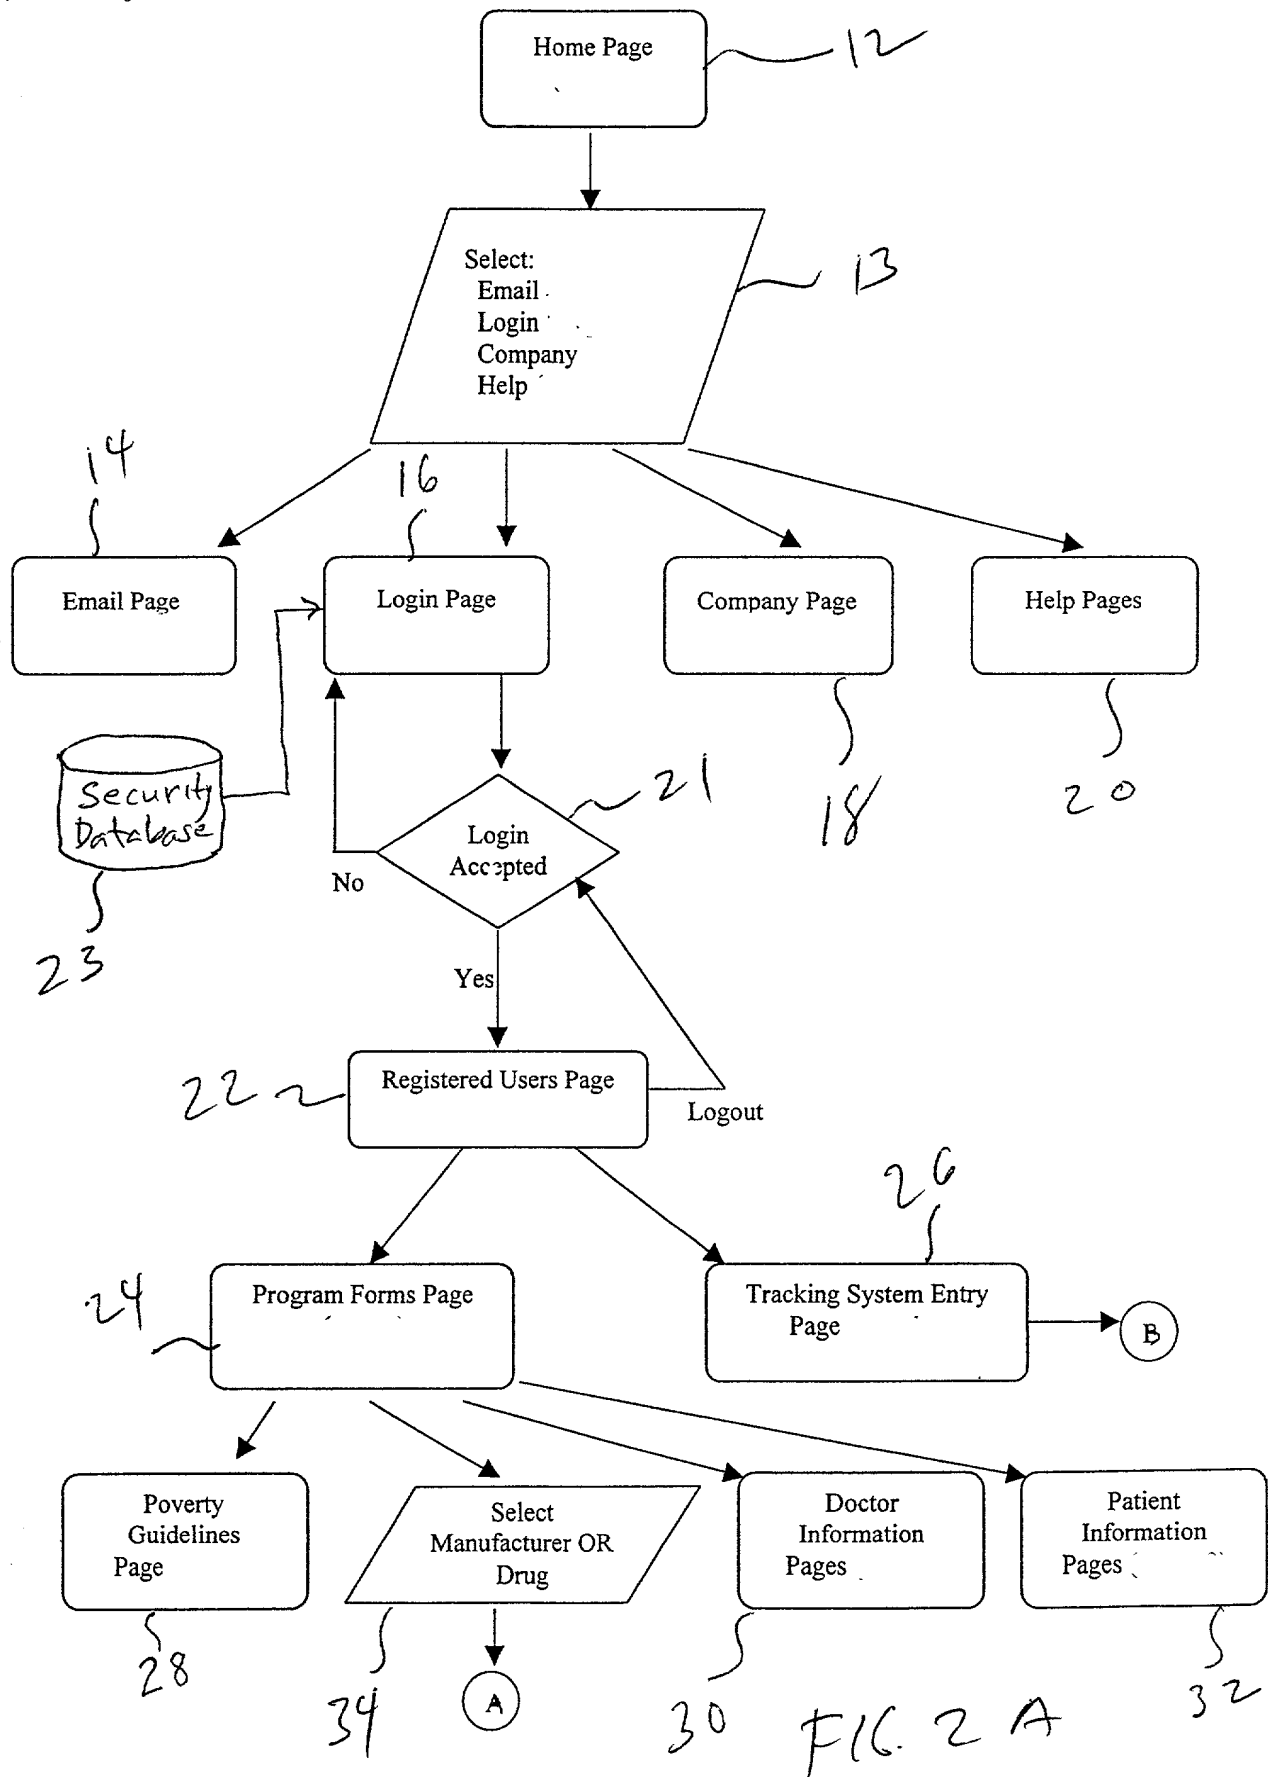 Home Page
12
Select:
Email
Login
Company
Help
13
14
16
Email Page
Login Page
Company Page
Help Pages
18
20
Security
Database
23
Login
Accepted
21
No
Yes
Registered Users Page
22
Logout
26
24
Program Forms Page
Tracking System Entry
Page
B
Poverty
Guidelines
Page
Select
Manufacturer OR
Drug
Doctor
Information
Pages
Patient
Information
Pages
28
34
A
30
32
FIG. 2 A